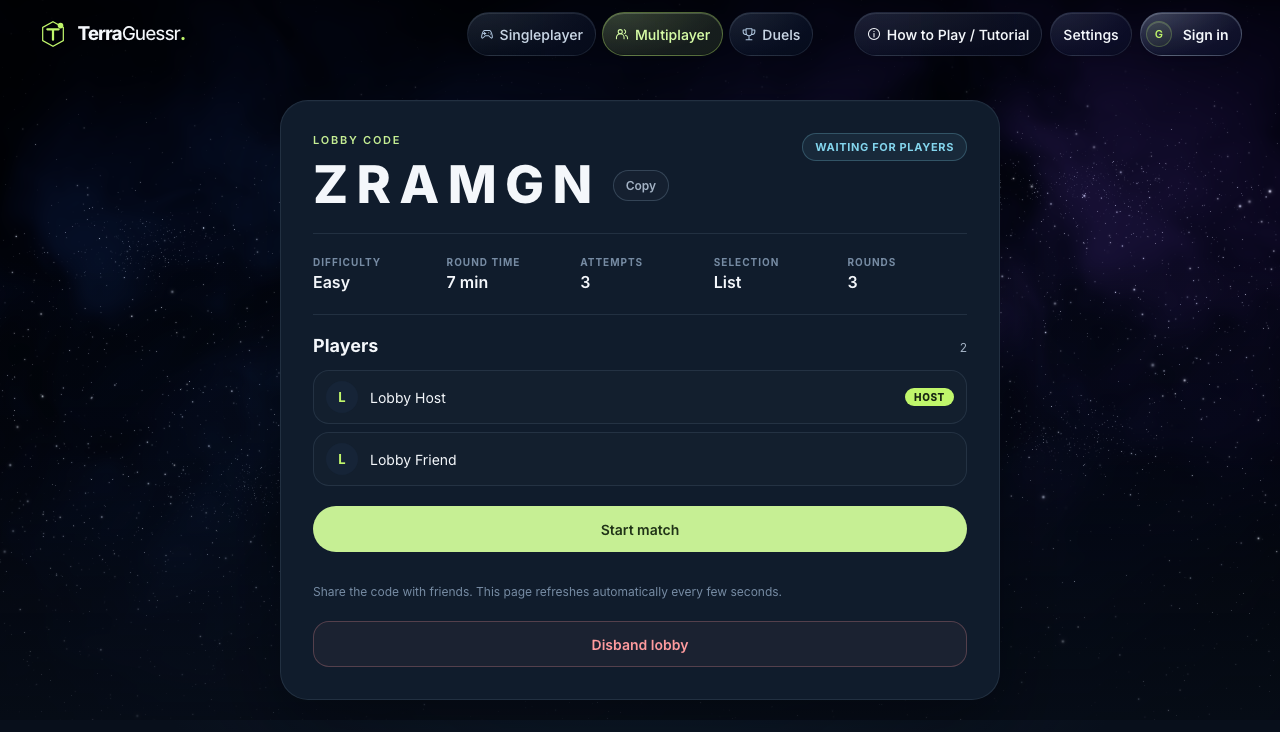 TerraGuessr.
Singleplayer
Multiplayer
Duels
How to Play / Tutorial
Settings
G
Sign in
LOBBY CODE
WAITING FOR PLAYERS
ZRAMGN
Copy
DIFFICULTY
Easy
ROUND TIME
7 min
ATTEMPTS
3
SELECTION
List
ROUNDS
3
Players
2
L
Lobby Host
HOST
L
Lobby Friend
Start match
Share the code with friends. This page refreshes automatically every few seconds.
Disband lobby